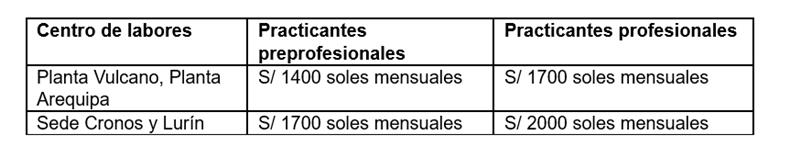 Centro de labores Practicantes preprofesionales Practicantes profesionales
Planta Vulcano, Planta Arequipa S/ 1400 soles mensuales S/ 1700 soles mensuales
Sede Cronos y Lurín S/ 1700 soles mensuales S/ 2000 soles mensuales